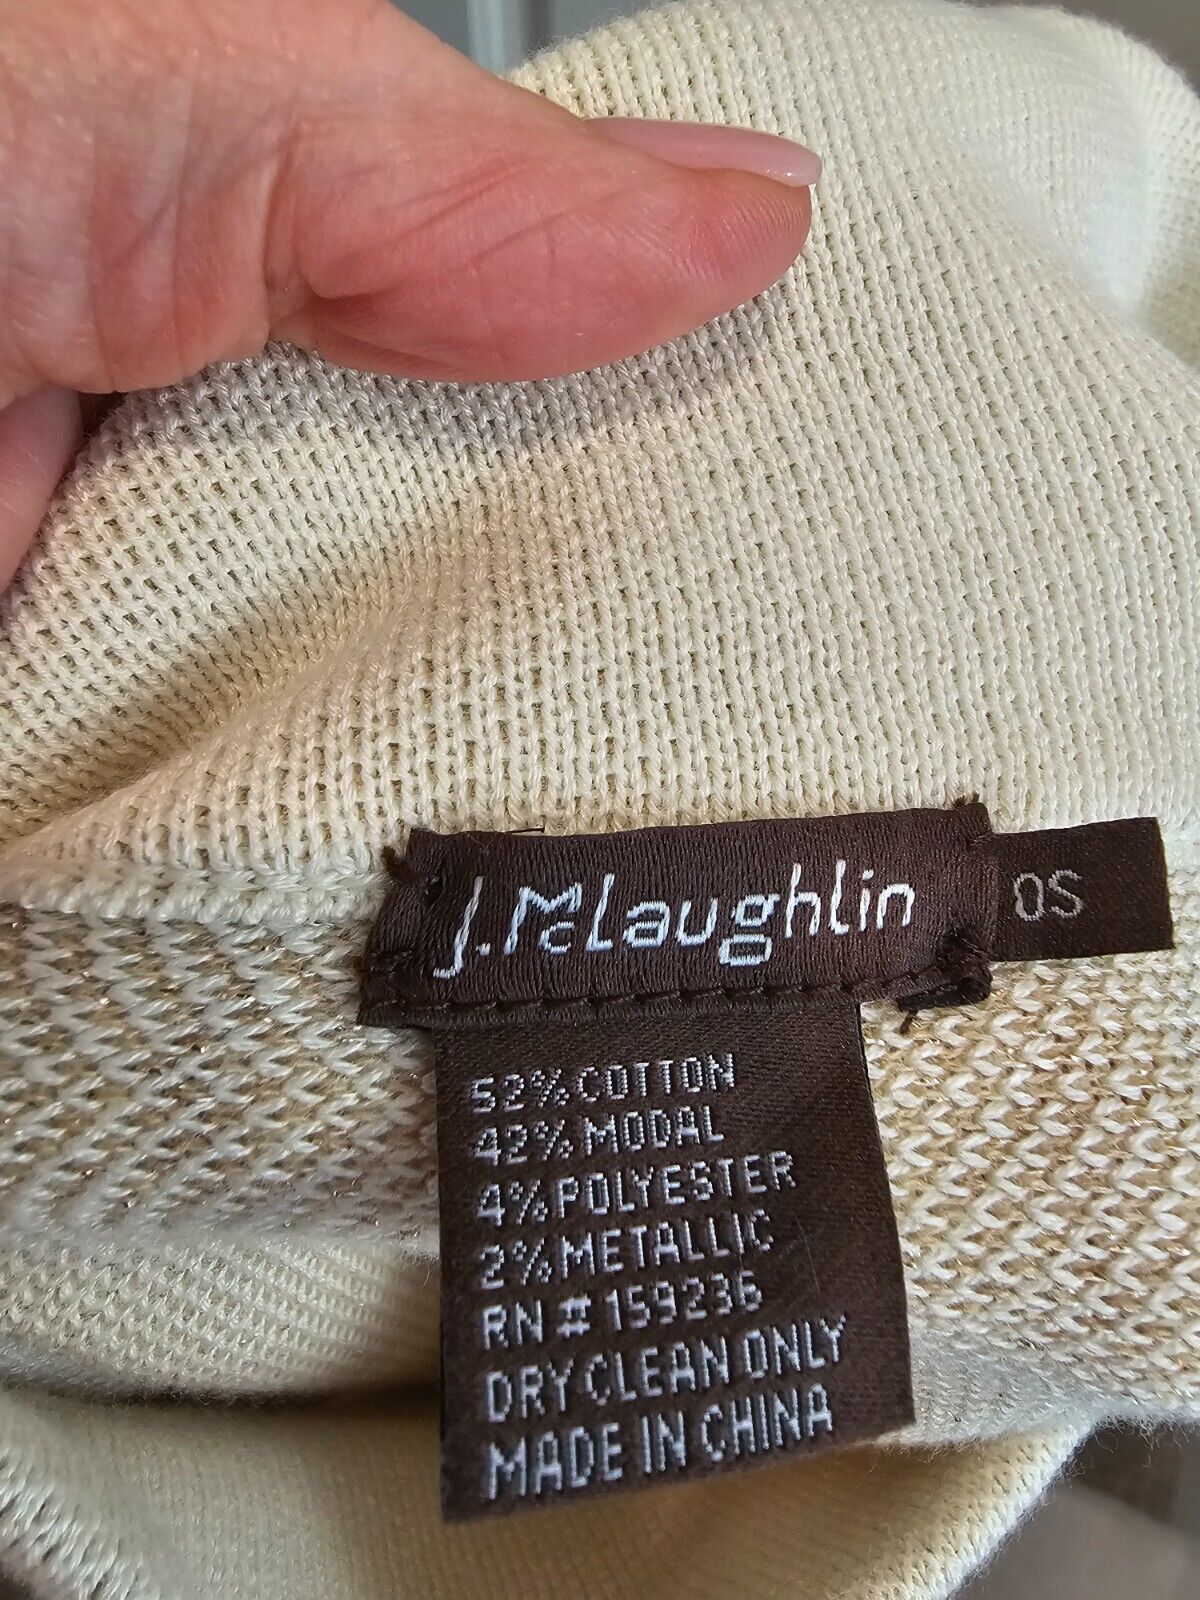 J.McLaughlin
OS
52% COTTON
42% MODAL
4% POLYESTER
2% METALLIC
RN # 159236
DRY CLEAN ONLY
MADE IN CHINA